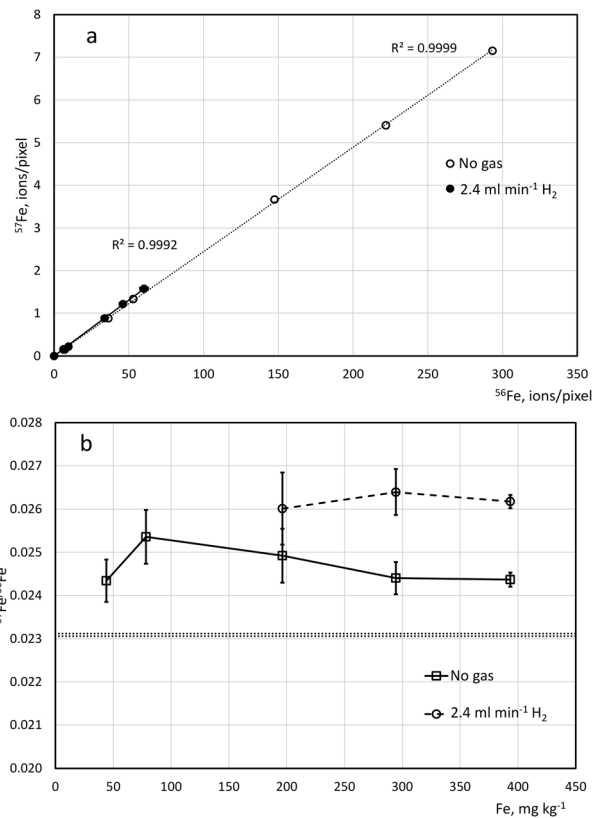 a
8
7
6
5
4
3
2
1
0
⁵⁷Fe, ions/pixel
R² = 0.9999
No gas
2.4 ml min⁻¹ H₂
R² = 0.9992
0 50 100 150 200 250 300 350
⁵⁶Fe, ions/pixel
b
0.028
0.027
0.026
0.025
0.024
0.023
0.022
0.021
0.020
No gas
2.4 ml min⁻¹ H₂
0 50 100 150 200 250 300 350 400 450
Fe, mg kg⁻¹